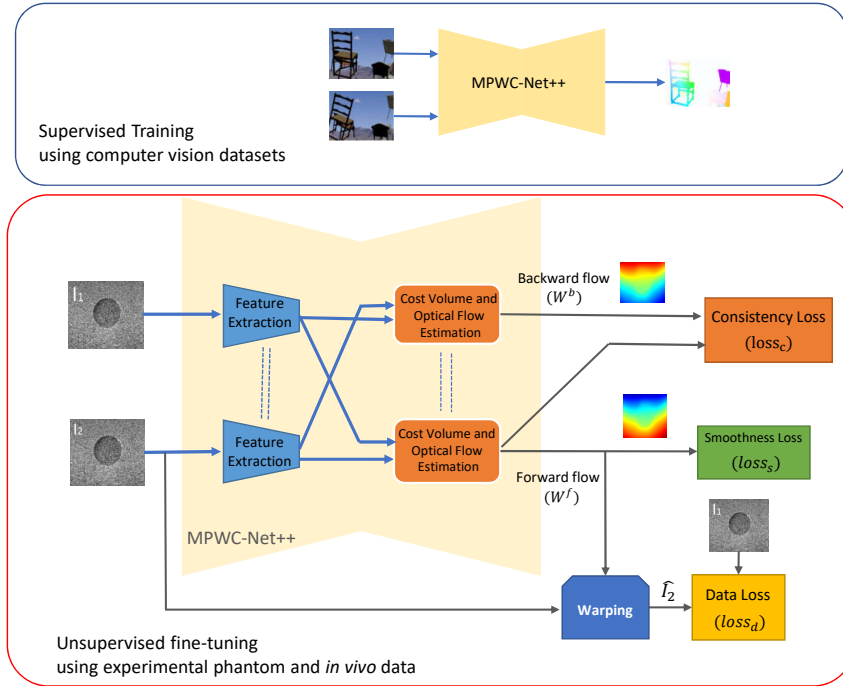 MPWC-Net++
Supervised Training
using computer vision datasets
I₁
Feature
Extraction
Cost Volume and
Optical Flow
Estimation
Backward flow
(Wᵇ)
Consistency Loss
(loss_c)
I₂
Feature
Extraction
Cost Volume and
Optical Flow
Estimation
Forward flow
(Wᶠ)
Smoothness Loss
(loss_s)
MPWC-Net++
I₁
Warping
Î₂
Data Loss
(loss_d)
Unsupervised fine-tuning
using experimental phantom and in vivo data